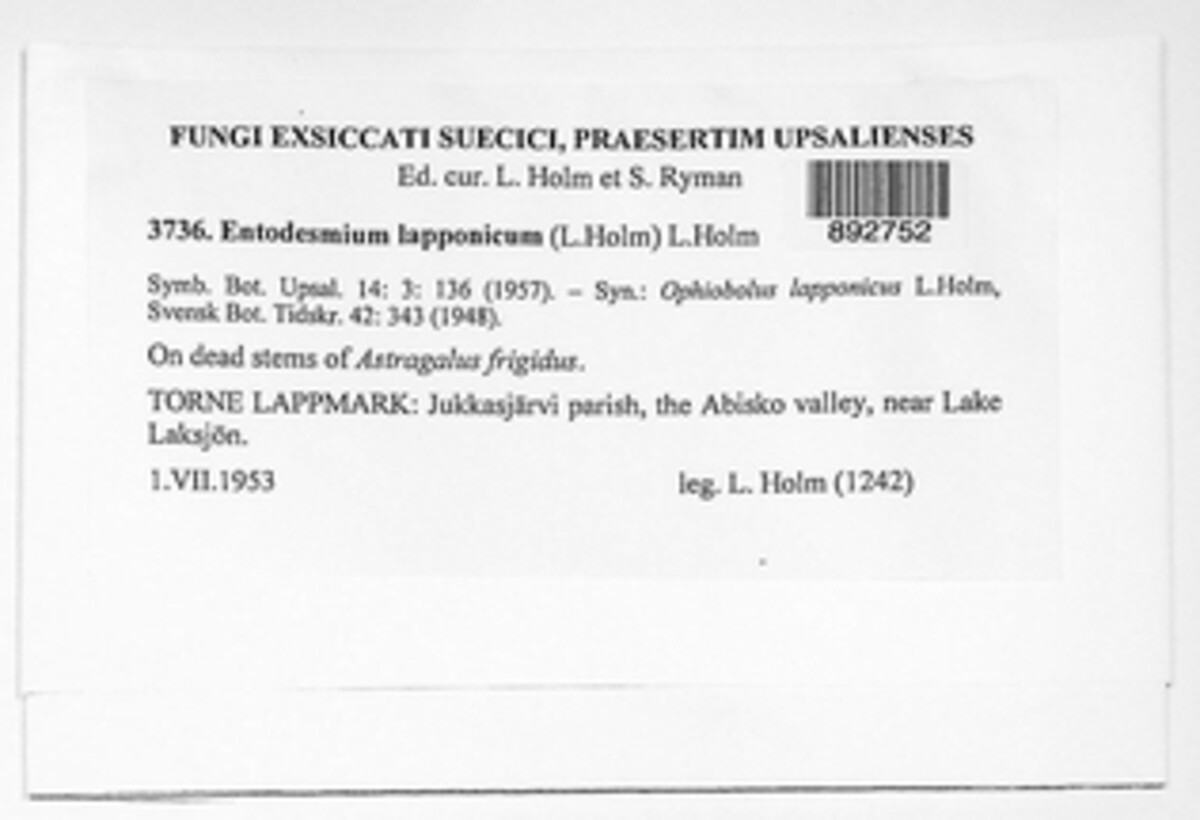 FUNGI EXSICCATI SUECICI, PRAESERTIM UPSALIENSES
Ed. cur. L. Holm et S. Ryman
892752
3736. Entodesmium lapponicum (L.Holm) L.Holm
Symb. Bot. Upsal. 14: 3: 136 (1957). – Syn.: Ophiobolus lapponicus L.Holm,
Svensk Bot. Tidskr. 42: 343 (1948).
On dead stems of Astragalus frigidus.
TORNE LAPPMARK: Jukkasjärvi parish, the Abisko valley, near Lake
Laksjön.
1.VII.1953 leg. L. Holm (1242)